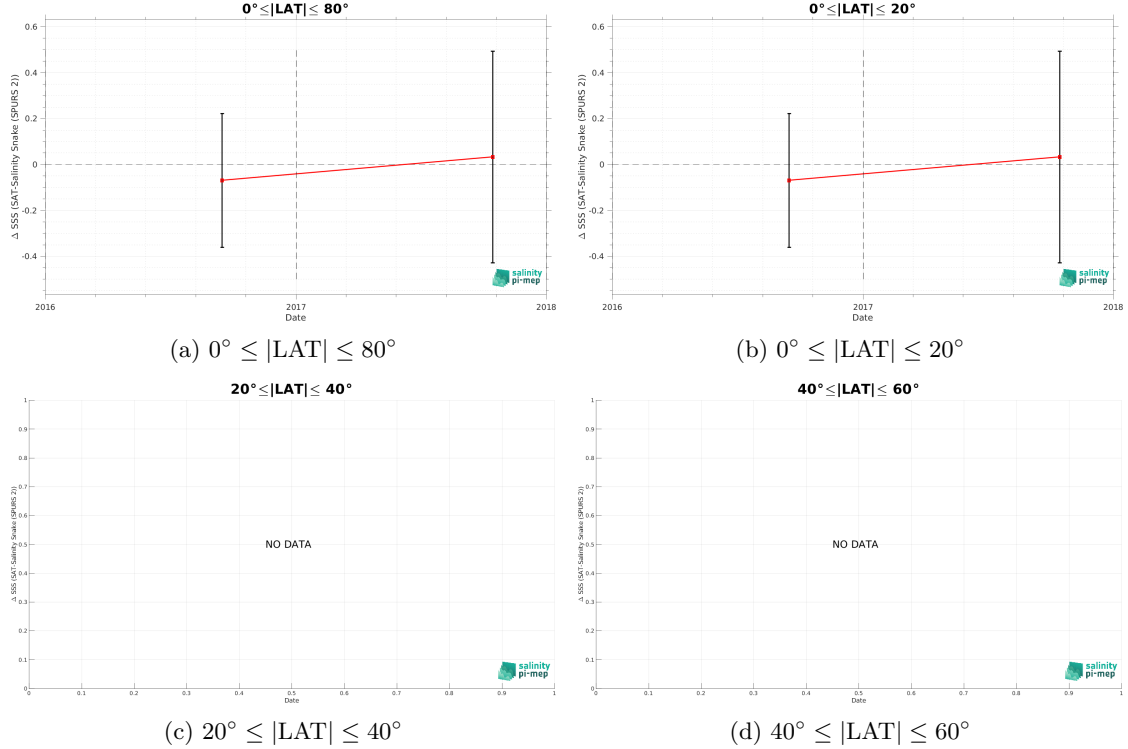 0°≤|LAT|≤ 80°
Δ SSS (SAT-Salinity Snake (SPURS 2))
0.6
0.4
0.2
0
-0.2
-0.4
salinity
pi-mep
2016
2017
2018
Date
(a) 0° ≤ |LAT| ≤ 80°
0°≤|LAT|≤ 20°
Δ SSS (SAT-Salinity Snake (SPURS 2))
0.6
0.4
0.2
0
-0.2
-0.4
salinity
pi-mep
2016
2017
2018
Date
(b) 0° ≤ |LAT| ≤ 20°
20°≤|LAT|≤ 40°
Δ SSS (SAT-Salinity Snake (SPURS 2))
1
0.9
0.8
0.7
0.6
0.5
0.4
0.3
0.2
0.1
0
NO DATA
salinity
pi-mep
0 0.1 0.2 0.3 0.4 0.5 0.6 0.7 0.8 0.9 1
Date
(c) 20° ≤ |LAT| ≤ 40°
40°≤|LAT|≤ 60°
Δ SSS (SAT-Salinity Snake (SPURS 2))
1
0.9
0.8
0.7
0.6
0.5
0.4
0.3
0.2
0.1
0
NO DATA
salinity
pi-mep
0 0.1 0.2 0.3 0.4 0.5 0.6 0.7 0.8 0.9 1
Date
(d) 40° ≤ |LAT| ≤ 60°